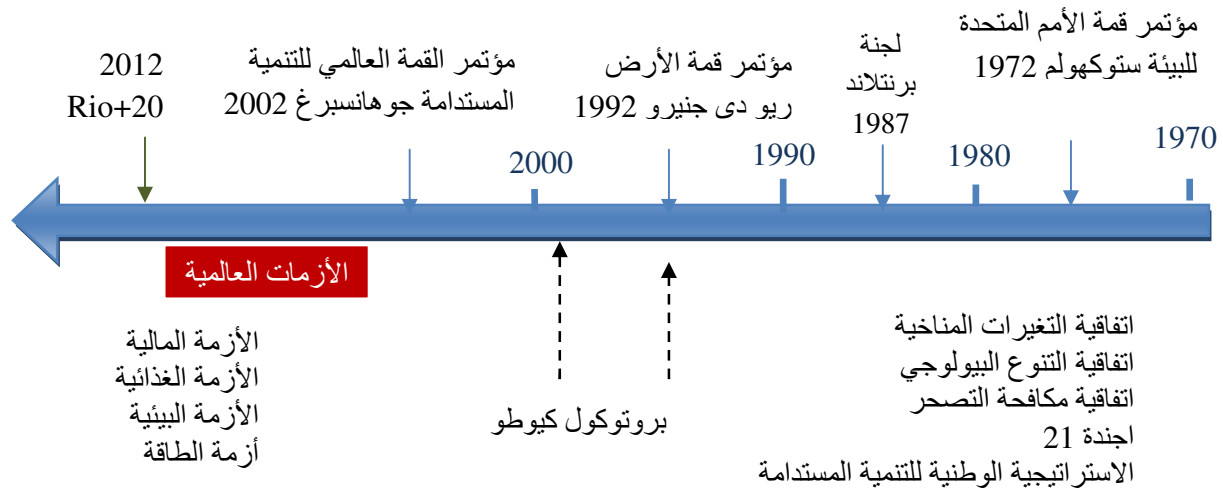 مؤتمر قمة الأمم المتحدة
للبيئة ستوكهولم 1972
لجنة
برنتلاند
1987
مؤتمر قمة الأرض
ريو دى جنيرو 1992
مؤتمر القمة العالمي للتنمية
المستدامة جوهانسبرغ 2002
2012
Rio+20
1970
1980
1990
2000
الأزمات العالمية
اتفاقية التغيرات المناخية
اتفاقية التنوع البيولوجي
اتفاقية مكافحة التصحر
اجندة 21
الاستراتيجية الوطنية للتنمية المستدامة
بروتوكول كيوطو
الأزمة المالية
الأزمة الغذائية
الأزمة البيئية
أزمة الطاقة